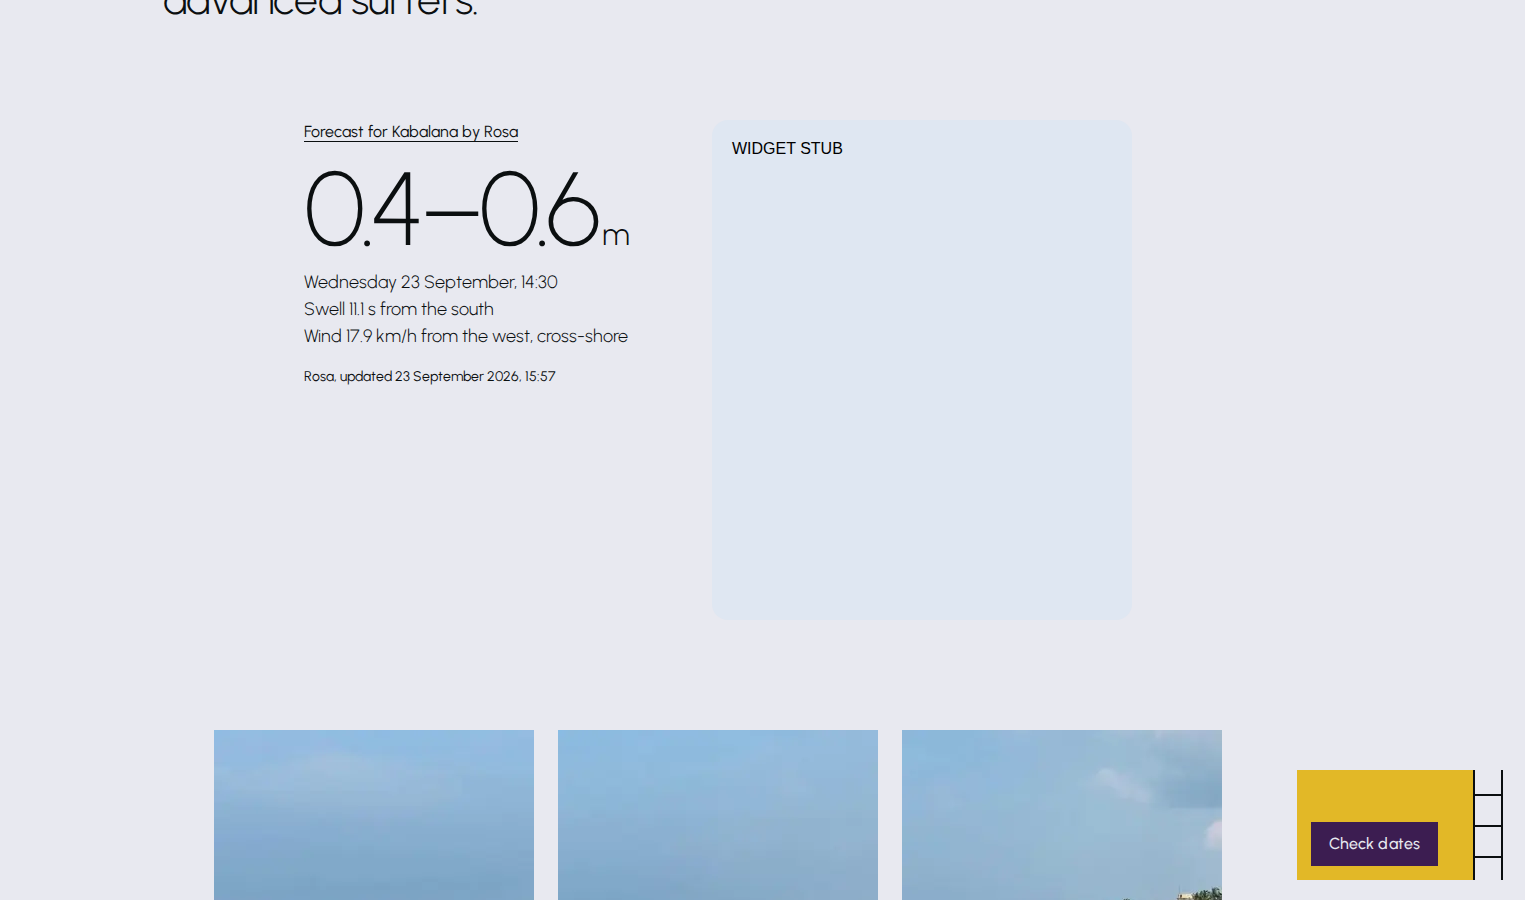 advanced surfers.
Forecast for Kabalana by Rosa
0.4–0.6m
Wednesday 23 September, 14:30
Swell 11.1 s from the south
Wind 17.9 km/h from the west, cross-shore
Rosa, updated 23 September 2026, 15:57
WIDGET STUB
Check dates